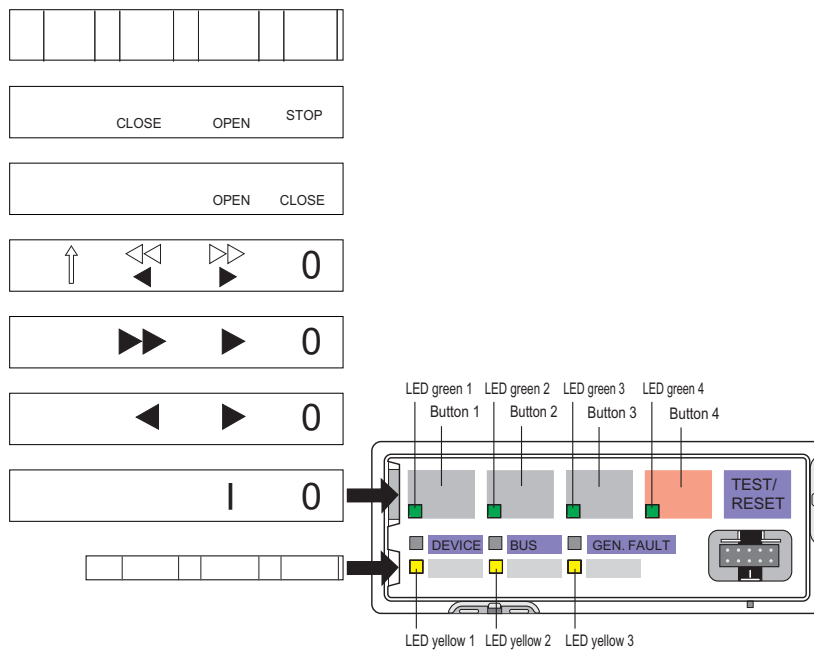 CLOSE OPEN STOP
OPEN CLOSE
0
0
0
I 0
LED green 1 LED green 2 LED green 3 LED green 4
Button 1 Button 2 Button 3 Button 4
TEST/
RESET
DEVICE BUS GEN. FAULT
LED yellow 1 LED yellow 2 LED yellow 3